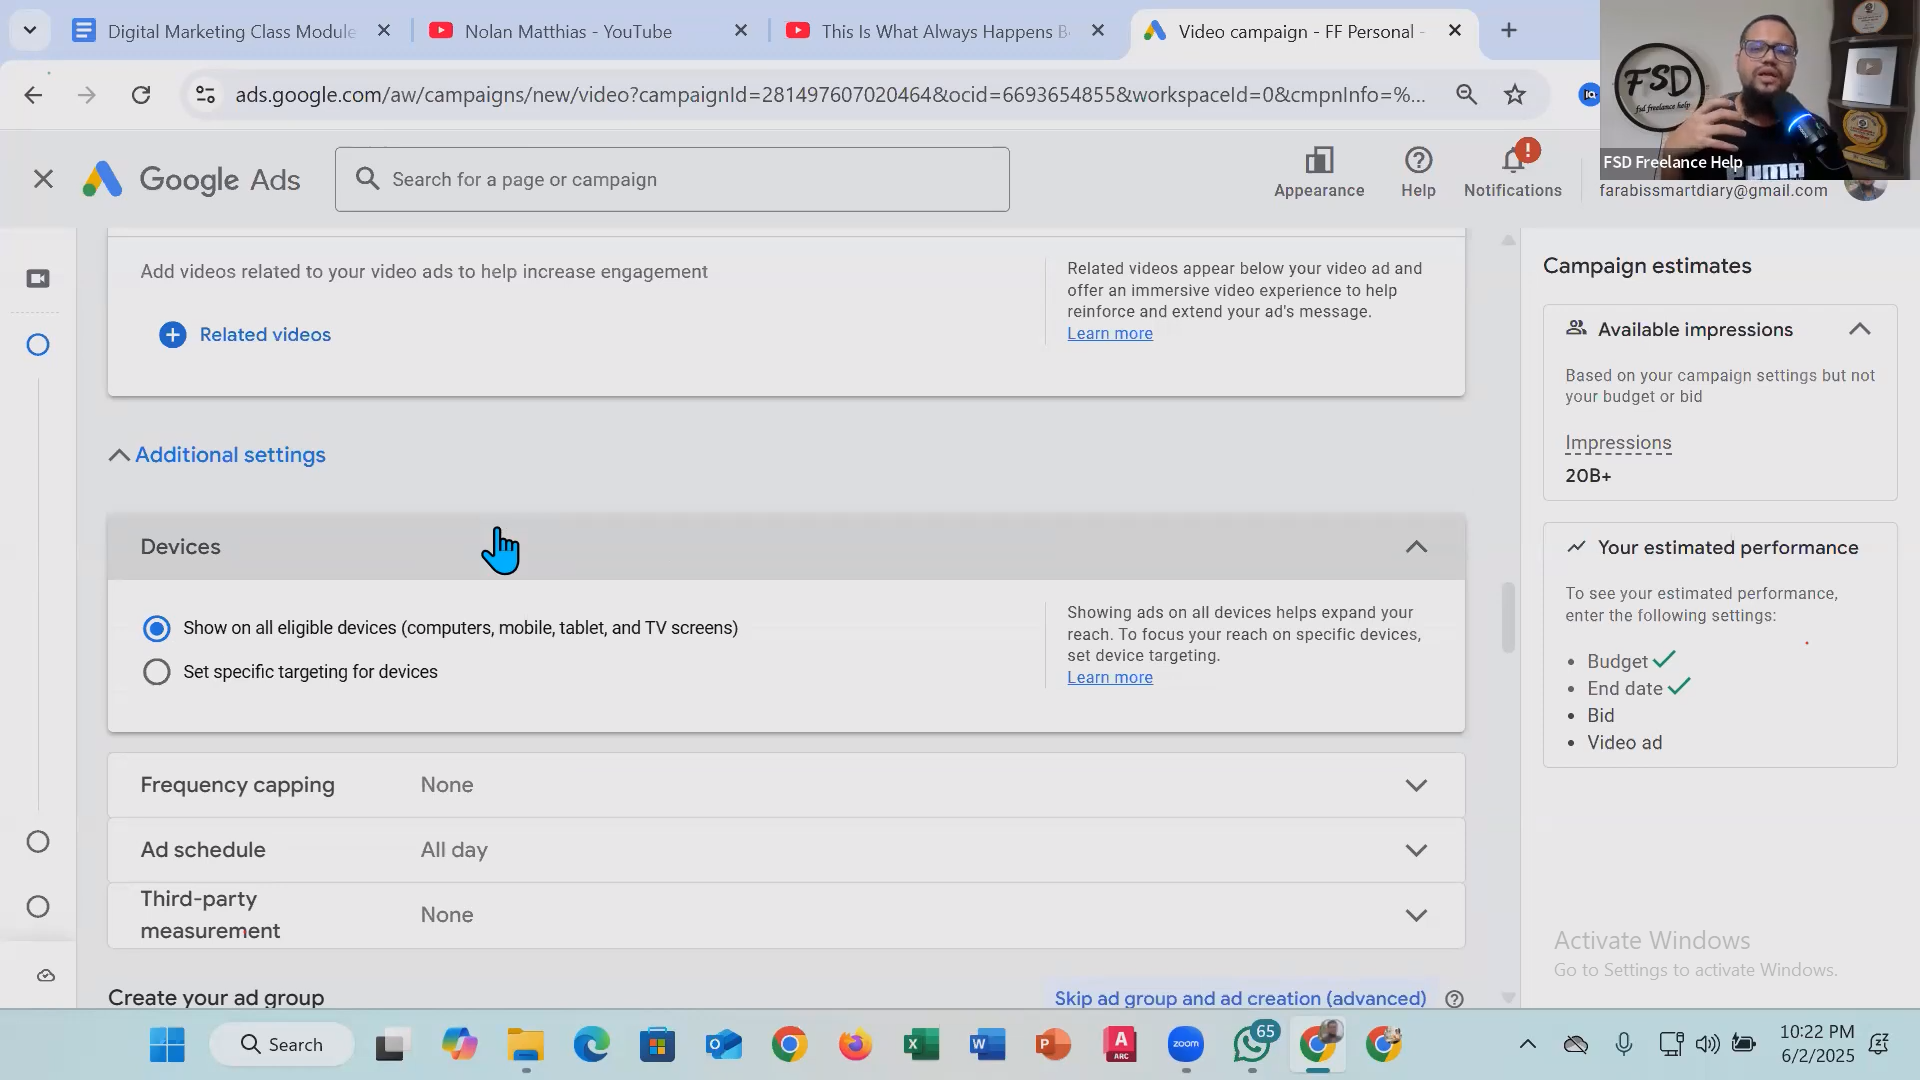 Digital Marketing Class Module
Nolan Matthias - YouTube
This Is What Always Happens B
Video campaign - FF Personal -
ads.google.com/aw/campaigns/new/video?campaignId=281497607020464&ocid=6693654855&workspaceId=0&cmpnInfo=%...
FSD
fsd freelance help
FSD Freelance Help
PUMA
Google Ads
Search for a page or campaign
Appearance
Help
Notifications
farabissmartdiary@gmail.com
Add videos related to your video ads to help increase engagement
Related videos
Related videos appear below your video ad and
offer an immersive video experience to help
reinforce and extend your ad's message.
Learn more
Additional settings
Devices
Show on all eligible devices (computers, mobile, tablet, and TV screens)
Set specific targeting for devices
Showing ads on all devices helps expand your
reach. To focus your reach on specific devices,
set device targeting.
Learn more
Frequency capping None
Ad schedule All day
Third-party
measurement None
Create your ad group
Skip ad group and ad creation (advanced)
Campaign estimates
Available impressions
Based on your campaign settings but not
your budget or bid
Impressions
20B+
Your estimated performance
To see your estimated performance,
enter the following settings:
• Budget
• End date
• Bid
• Video ad
Activate Windows
Go to Settings to activate Windows.
Search
zoom
65
10:22 PM
6/2/2025